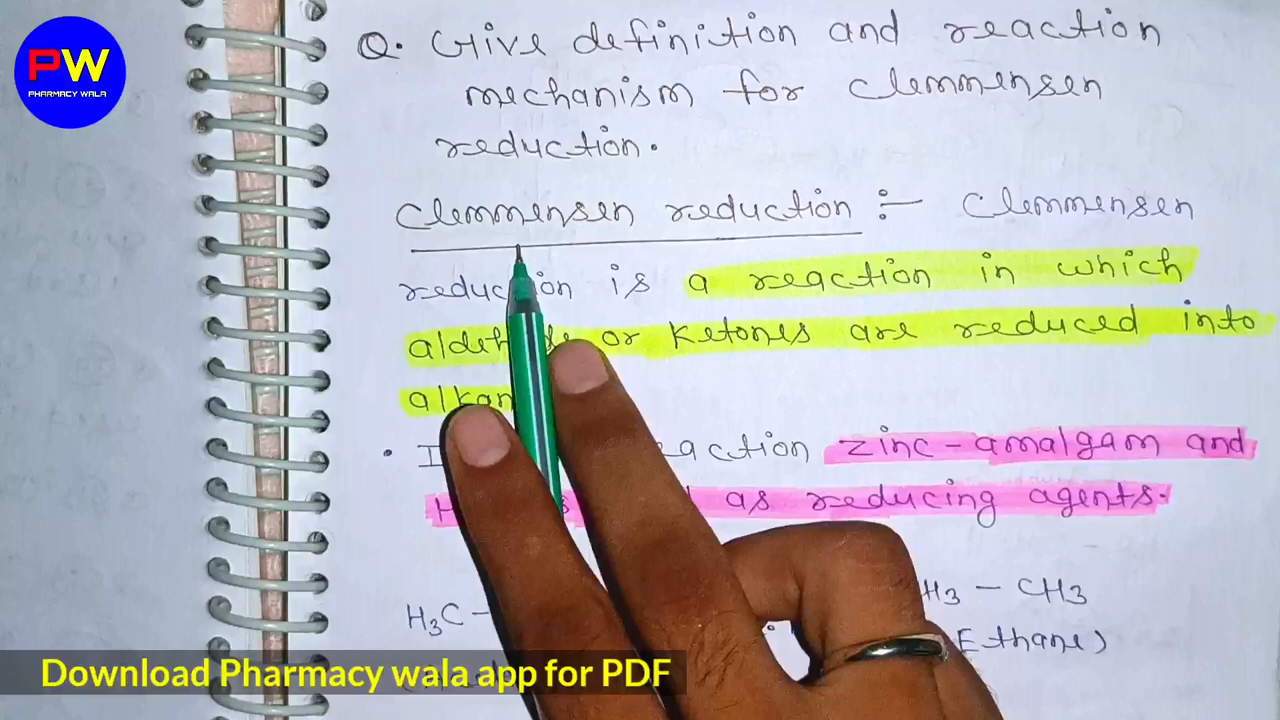 PW
PHARMACY WALA
Q. Give definition and reaction
mechanism for Clemmensen
reduction.
Clemmensen reduction :- Clemmensen
reduction is a reaction in which
or ketones are reduced into
zinc-amalgam and
as reducing agents.
H3C - H3 - CH3
Ethane)
Download Pharmacy wala app for PDF